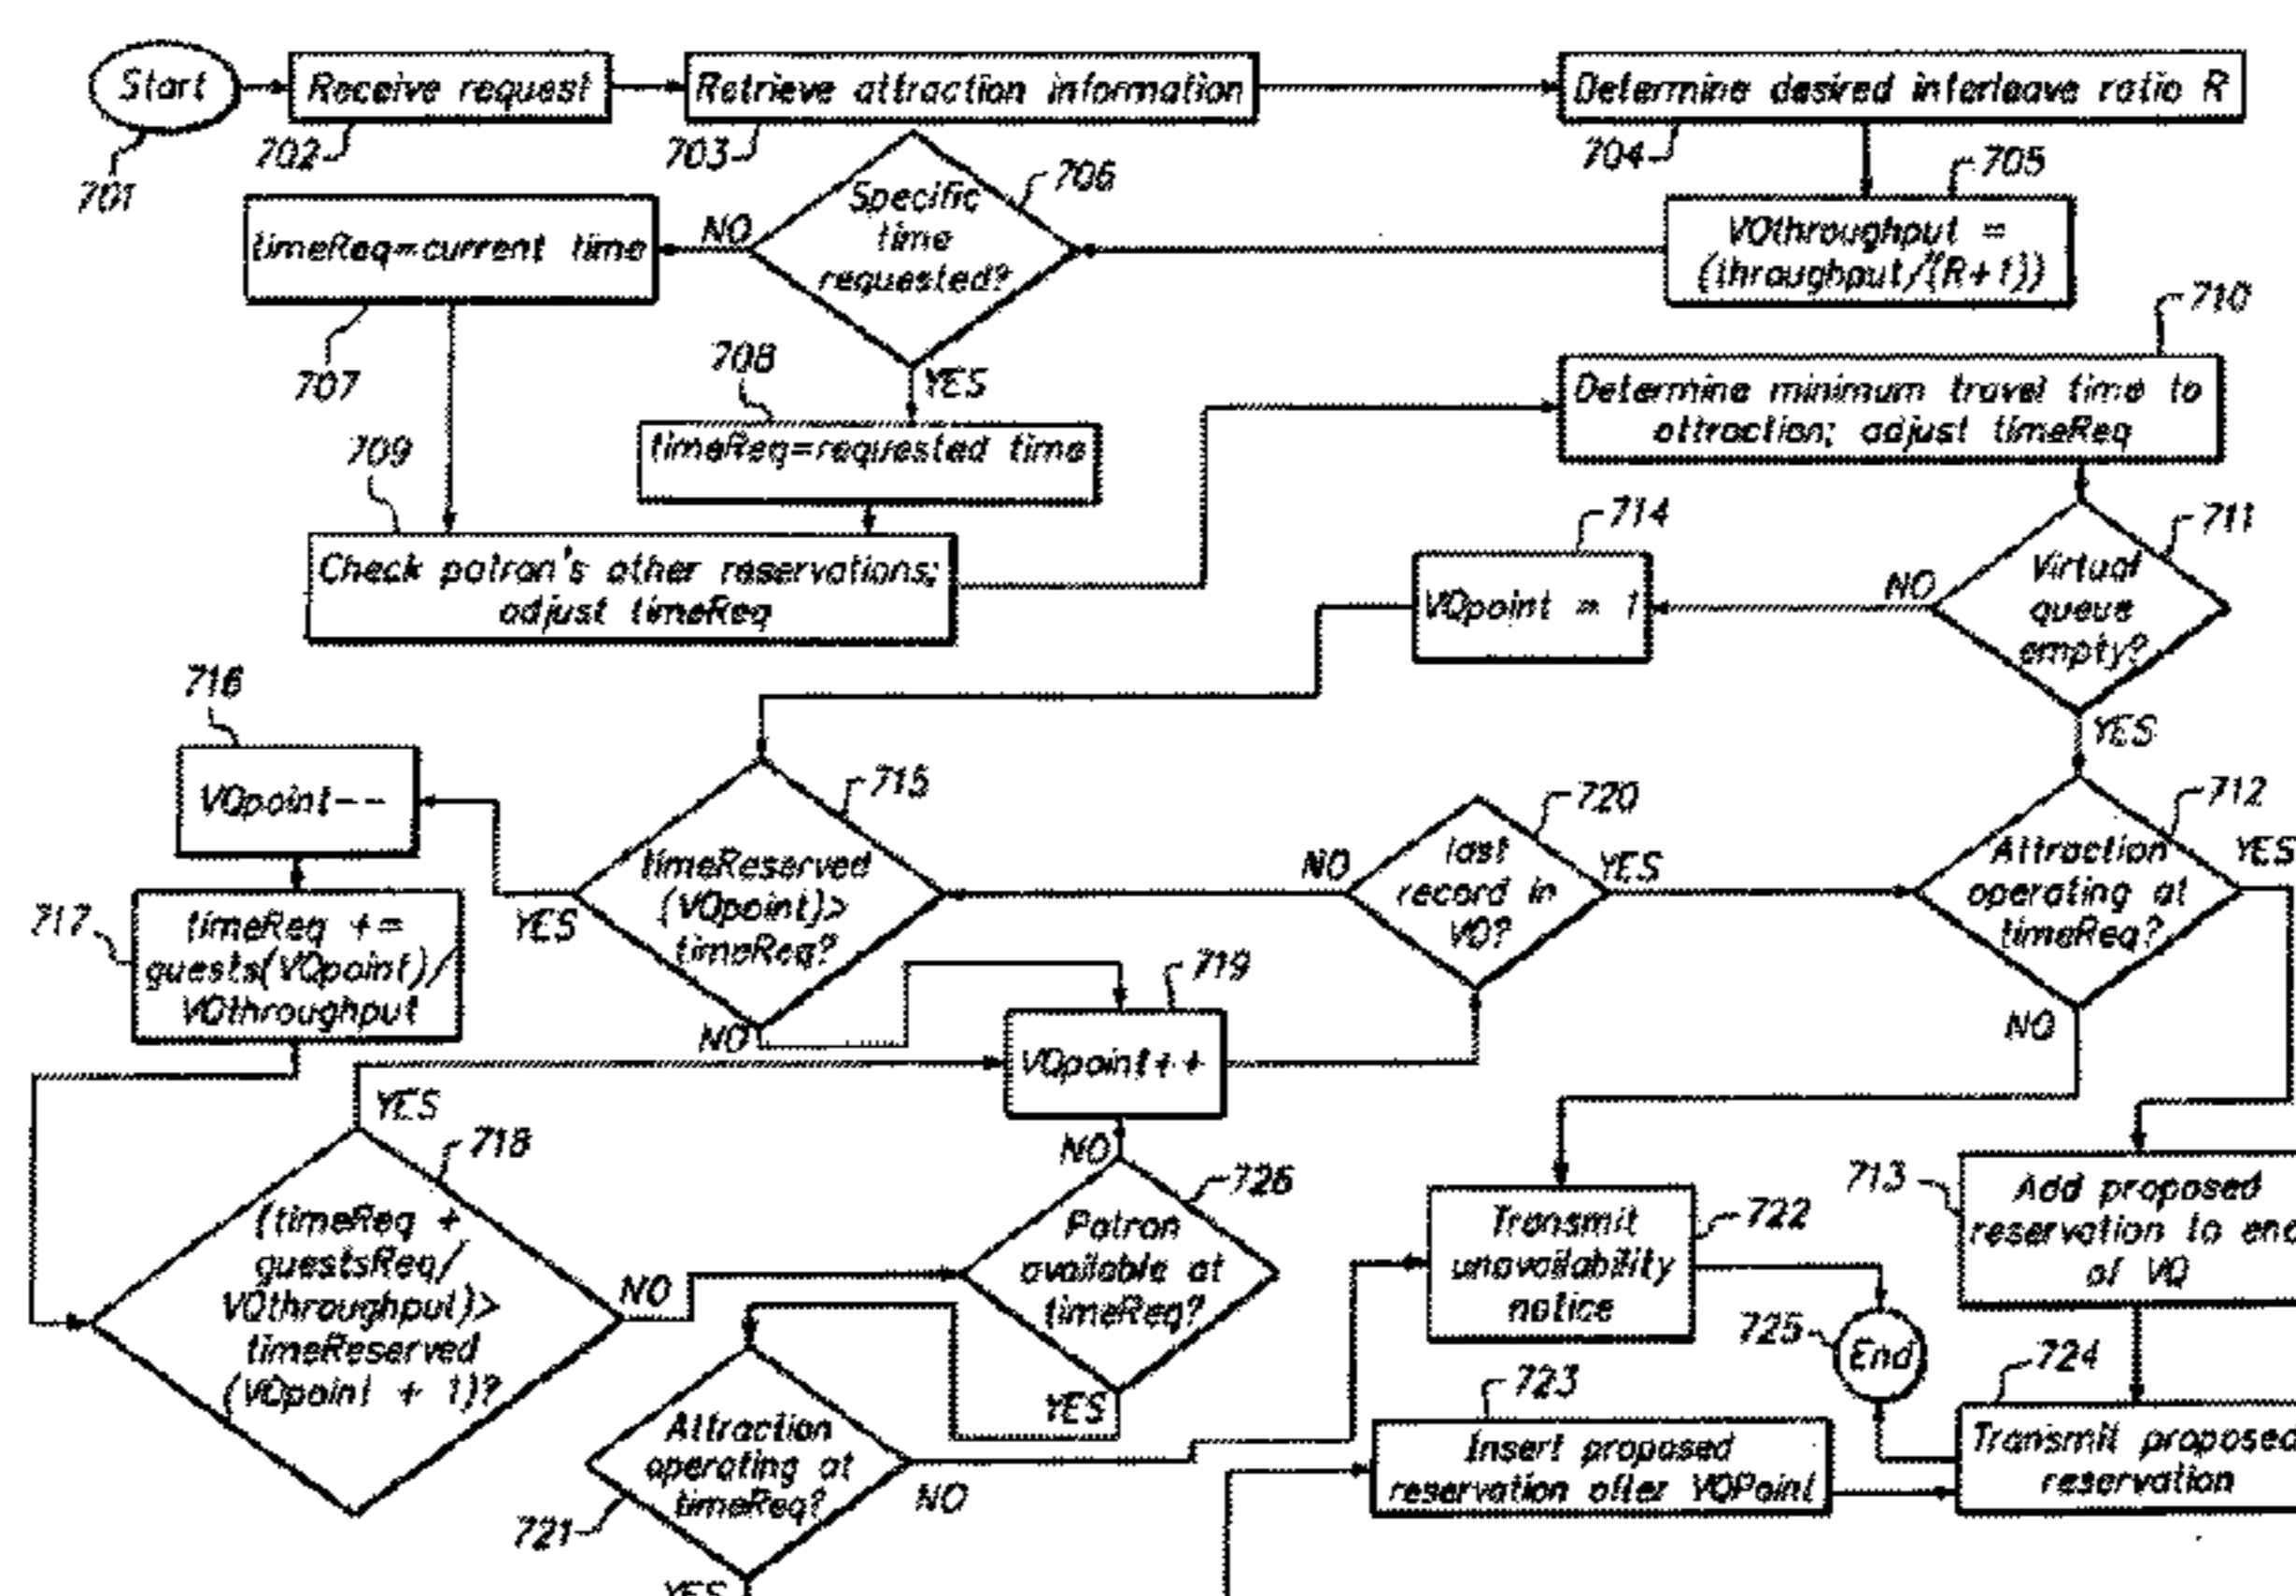 Start
701
Receive request
702
Retrieve attraction information
703
Determine desired interleave ratio R
704
705
VQthroughput =
(throughput/(R+1))
706
Specific
time
requested?
NO
YES
timeReq=current time
707
708
timeReq=requested time
709
Check patron's other reservations;
adjust timeReq
710
Determine minimum travel time to
attraction; adjust timeReq
711
Virtual
queue
empty?
NO
YES
714
VQpoint = 1
716
VQpoint--
715
timeReserved
(VQpoint)>
timeReq?
YES
NO
720
last
record in
VQ?
NO
YES
712
Attraction
operating at
timeReq?
YES
NO
717
timeReq +=
guests(VQpoint)/
VQthroughput
719
VQpoint++
YES
718
(timeReq +
guestsReq/
VQthroughput)>
timeReserved
(VQpoint + 1)?
NO
NO
726
Patron
available at
timeReq?
YES
722
Transmit
unavailability
notice
713
Add proposed
reservation to end
of VQ
725
End
724
Transmit proposed
reservation
723
Insert proposed
reservation after VQPoint
Attraction
operating at
timeReq?
721
NO
YES